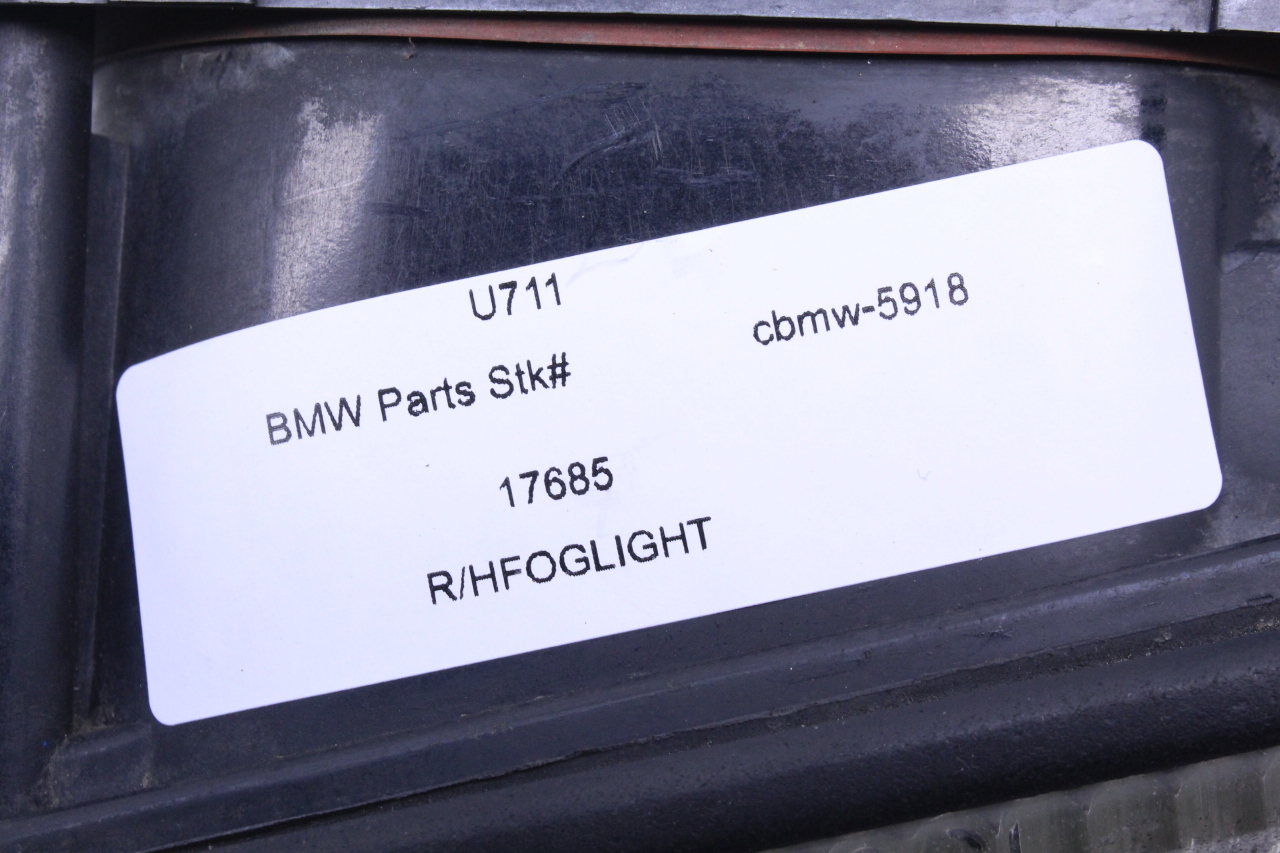 U711
cbmw-5918
BMW Parts Stk#
17685
R/HFOGLIGHT